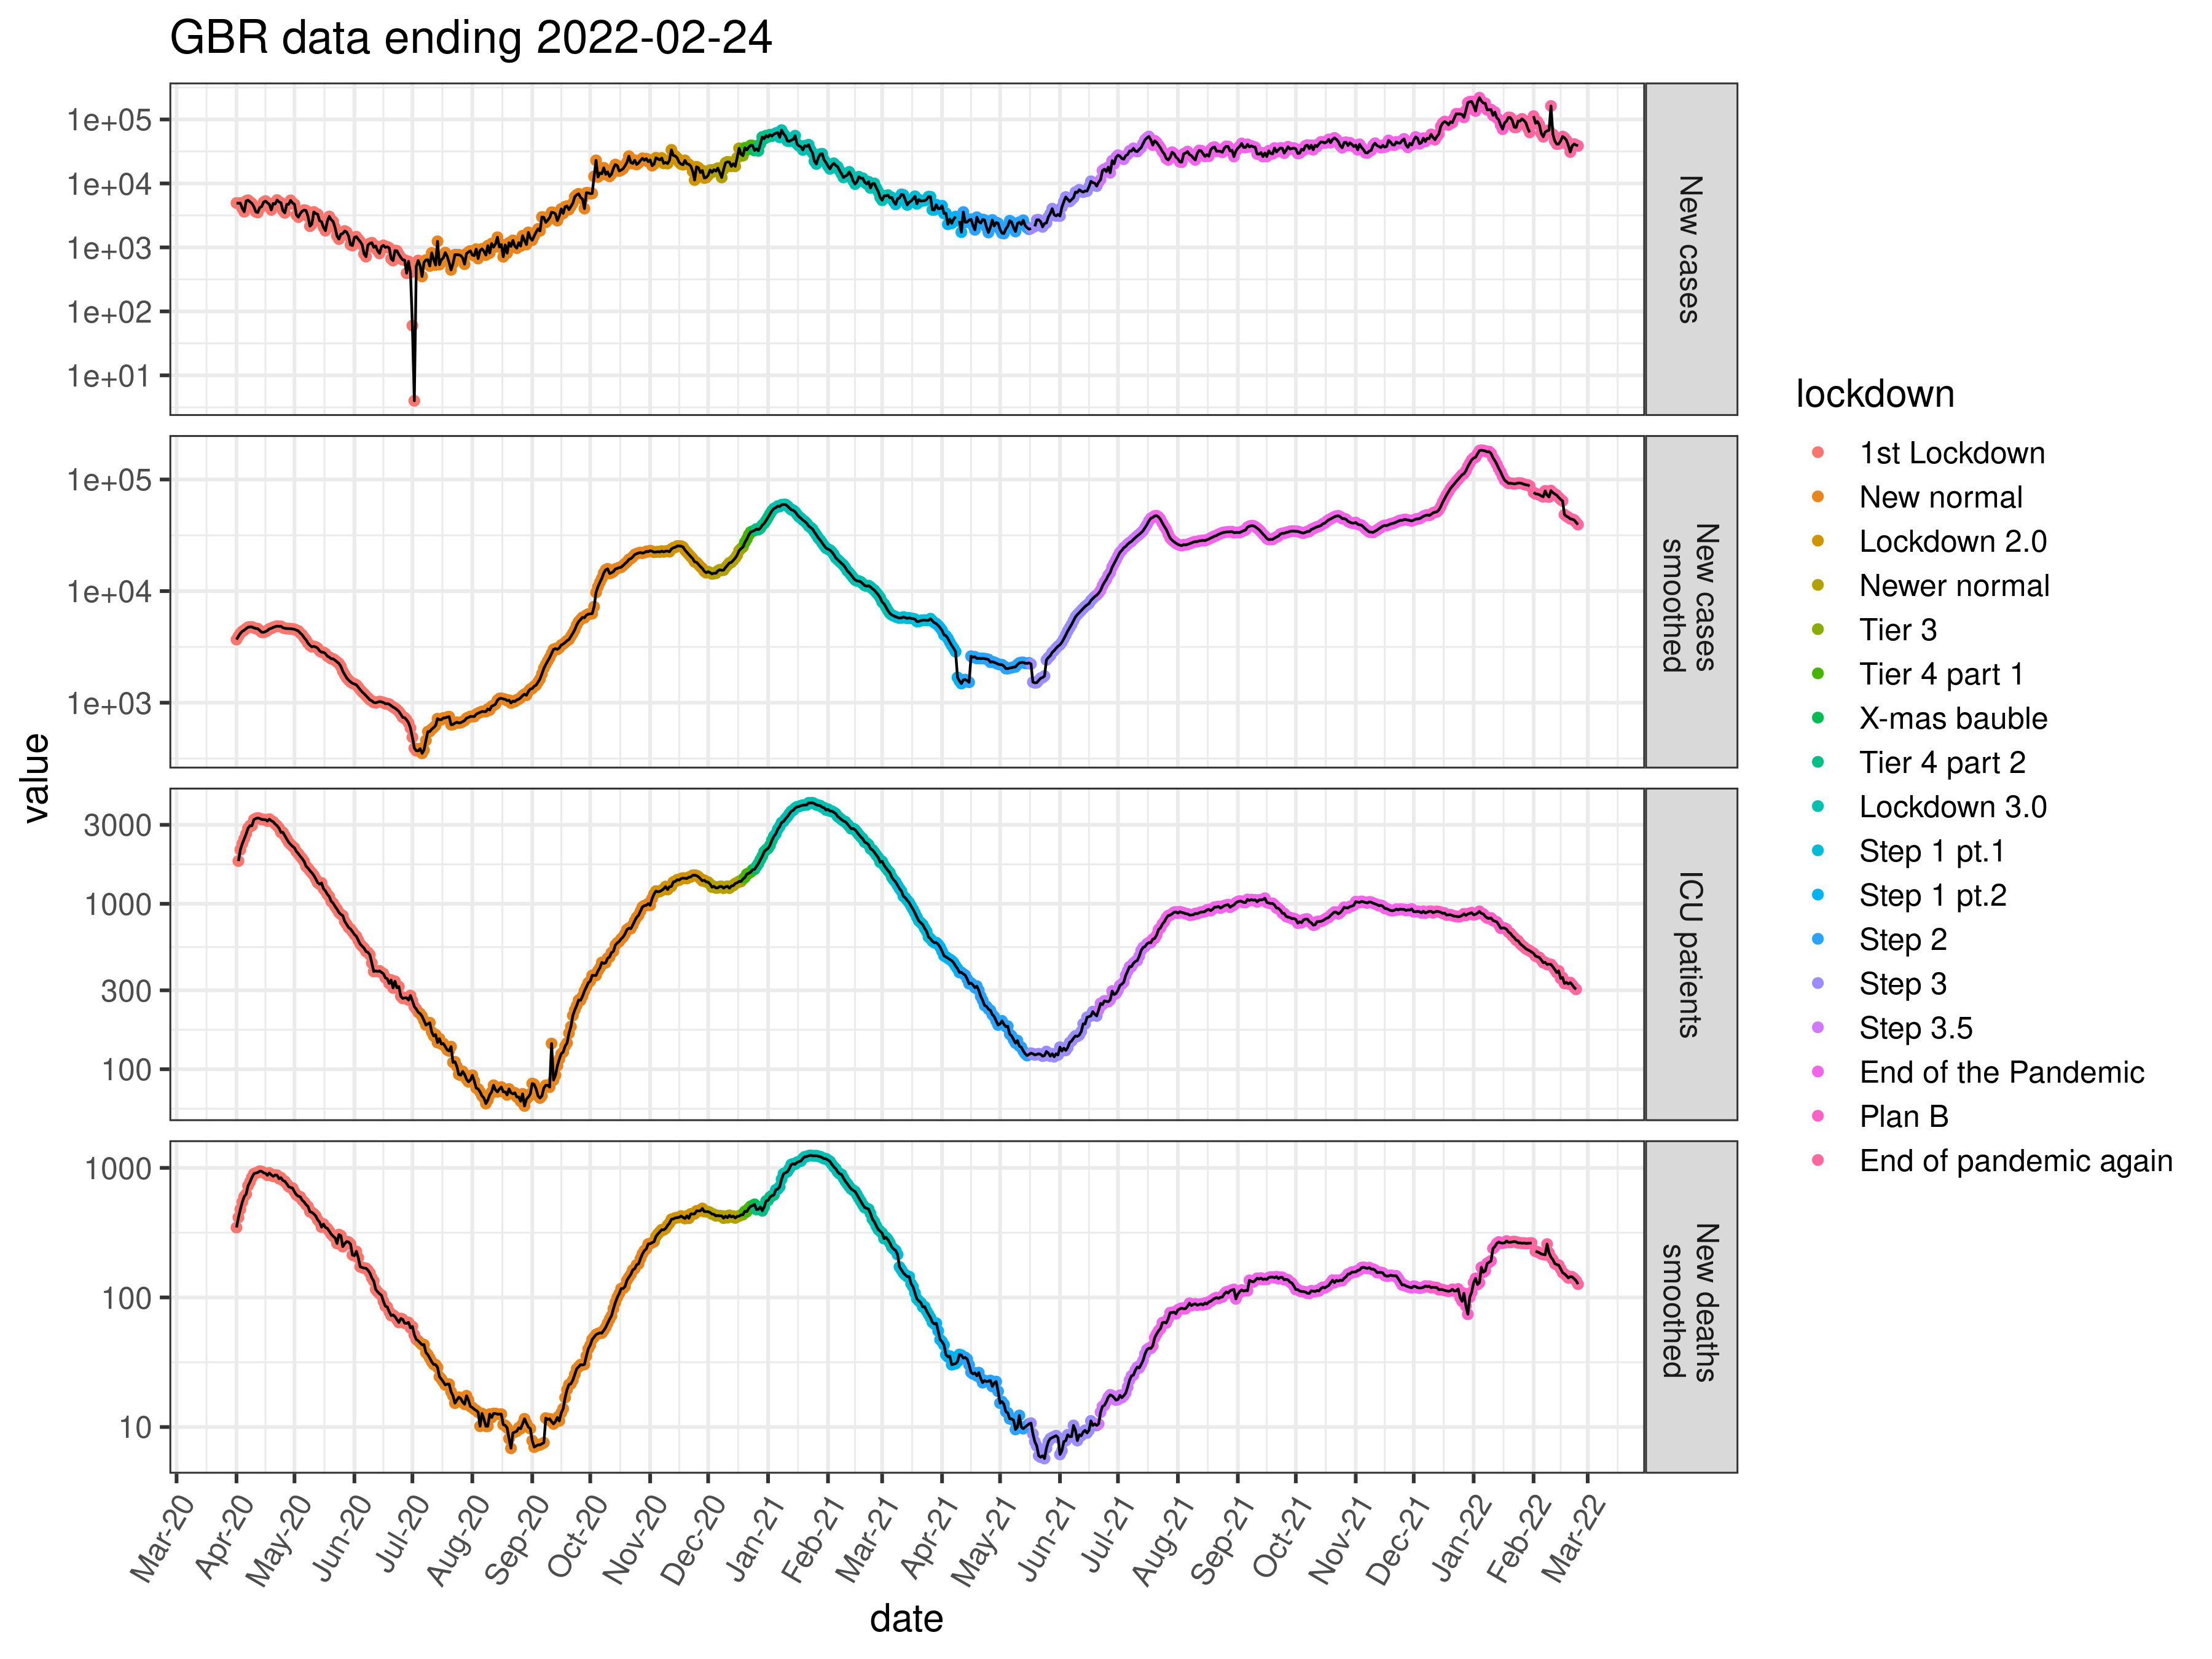 GBR data ending 2022-02-24
value
1e+05
1e+04
1e+03
1e+02
1e+01
New cases
1e+05
1e+04
1e+03
New cases
smoothed
3000
1000
300
100
ICU patients
1000
100
10
New deaths
smoothed
Mar-20
Apr-20
May-20
Jun-20
Jul-20
Aug-20
Sep-20
Oct-20
Nov-20
Dec-20
Jan-21
Feb-21
Mar-21
Apr-21
May-21
Jun-21
Jul-21
Aug-21
Sep-21
Oct-21
Nov-21
Dec-21
Jan-22
Feb-22
Mar-22
date
lockdown
1st Lockdown
New normal
Lockdown 2.0
Newer normal
Tier 3
Tier 4 part 1
X-mas bauble
Tier 4 part 2
Lockdown 3.0
Step 1 pt.1
Step 1 pt.2
Step 2
Step 3
Step 3.5
End of the Pandemic
Plan B
End of pandemic again